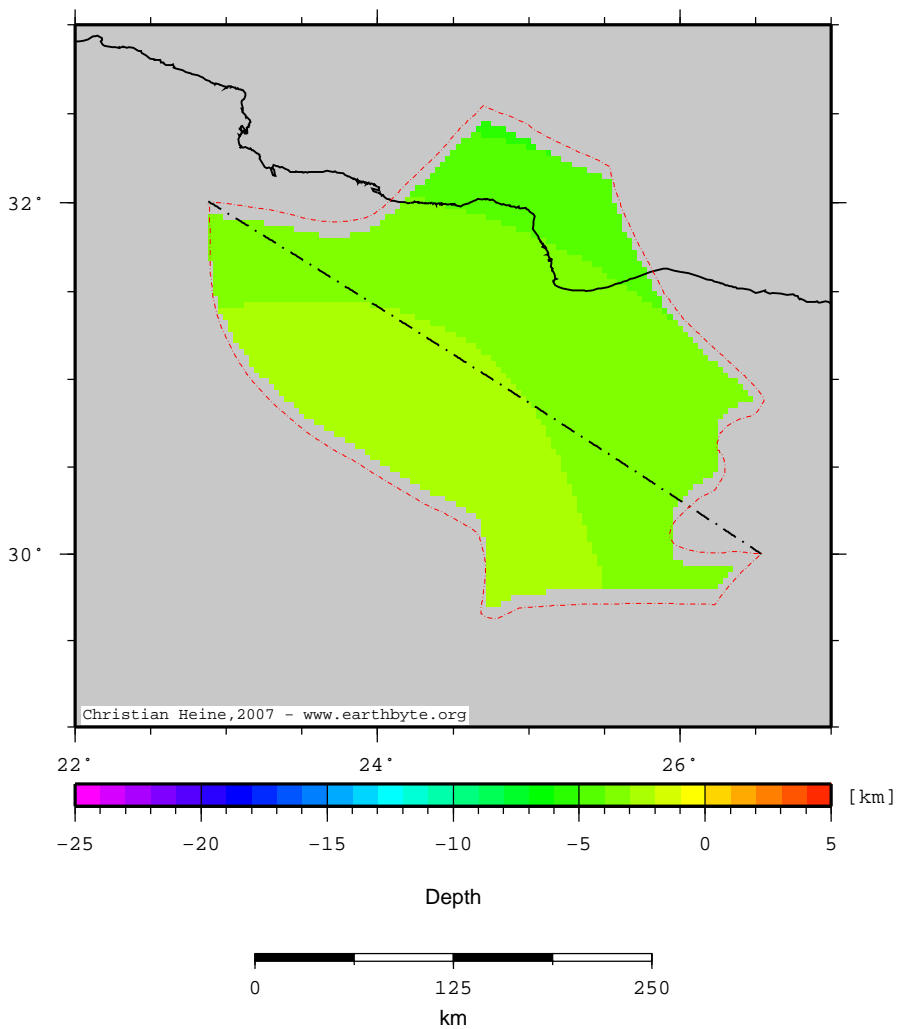 32°
30°
Christian Heine,2007 - www.earthbyte.org
22° 24° 26°
[km]
−25 −20 −15 −10 −5 0 5
Depth
0 125 250
km